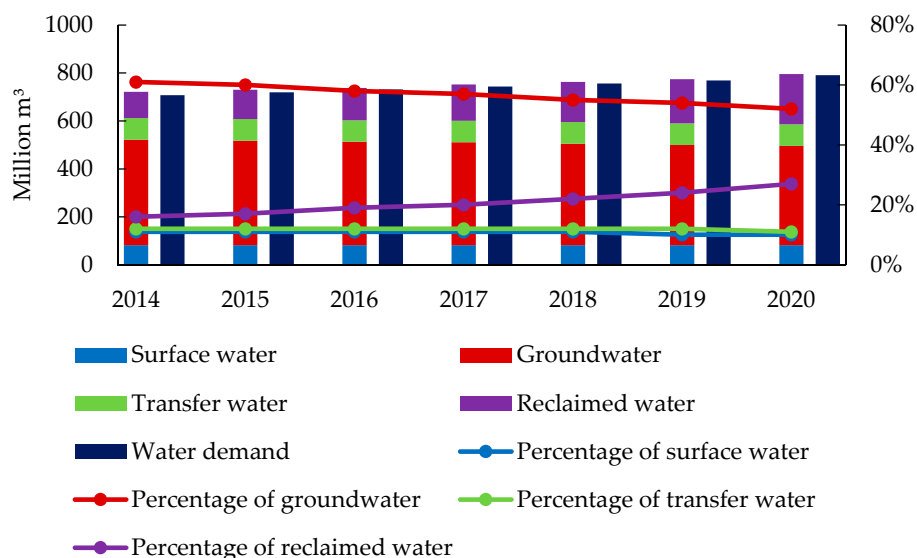 1000
800
600
400
200
0
Million m³
80%
60%
40%
20%
0%
2014 2015 2016 2017 2018 2019 2020
Surface water Groundwater
Transfer water Reclaimed water
Water demand Percentage of surface water
Percentage of groundwater Percentage of transfer water
Percentage of reclaimed water